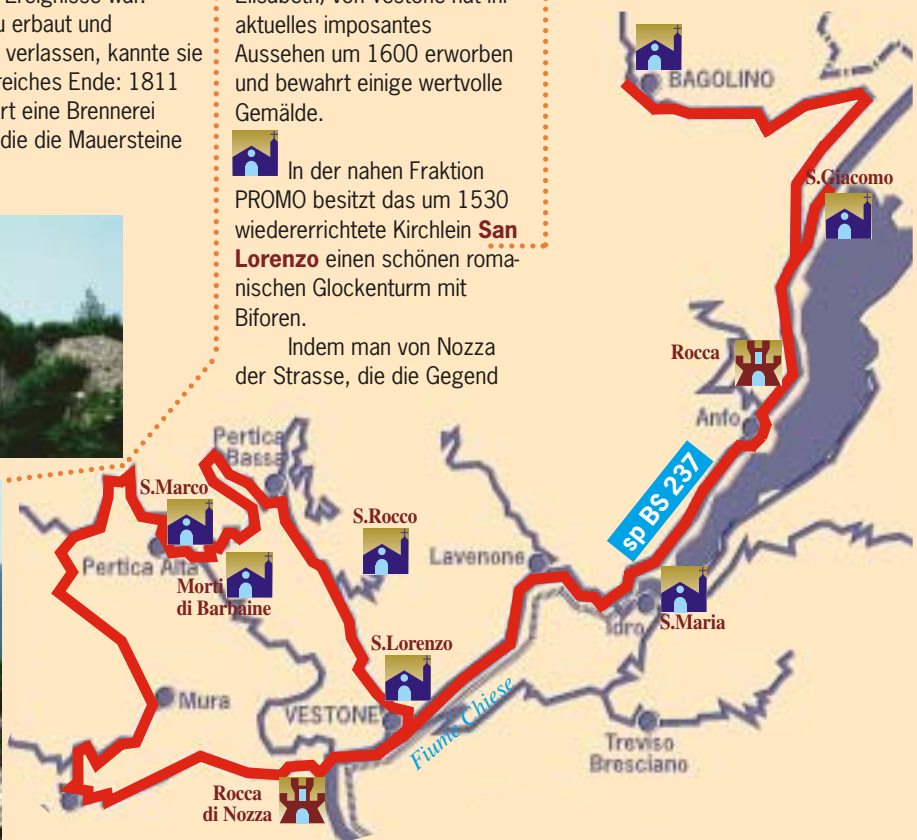 Ereignisse war.
u erbaut und
verlassen, kannte sie
reiches Ende: 1811
rt eine Brennerei
die die Mauersteine
aktuelles imposantes
Aussehen um 1600 erworben
und bewahrt einige wertvolle
Gemälde.
In der nahen Fraktion
PROMO besitzt das um 1530
wiedererrichtete Kirchlein San
Lorenzo einen schönen roma-
nischen Glockenturm mit
Biforen.
Indem man von Nozza
der Strasse, die die Gegend
BAGOLINO
S.Giacomo
Rocca
Anfo
sp BS 237
Pertica
Bassa
S.Marco
Pertica Alta
Morti
di Barbaine
S.Rocco
Lavenone
Idro
S.Maria
S.Lorenzo
Mura
VESTONE
Fiume Chiese
Treviso
Bresciano
Rocca
di Nozza